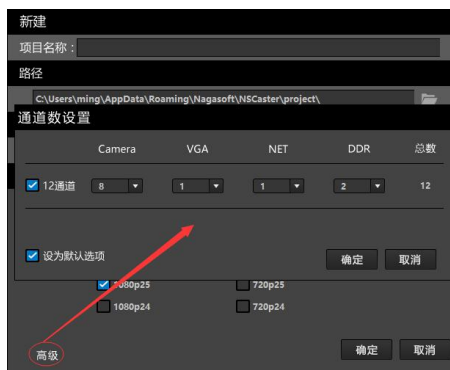 新建
项目名称：
路径
C:\Users\ming\AppData\Roaming\Nagasoft\NSCaster\project\
通道数设置
Camera VGA NET DDR 总数
12通道 8 1 1 2 12
设为默认选项 确定 取消
1080p25 720p25
1080p24 720p24
高级 确定 取消